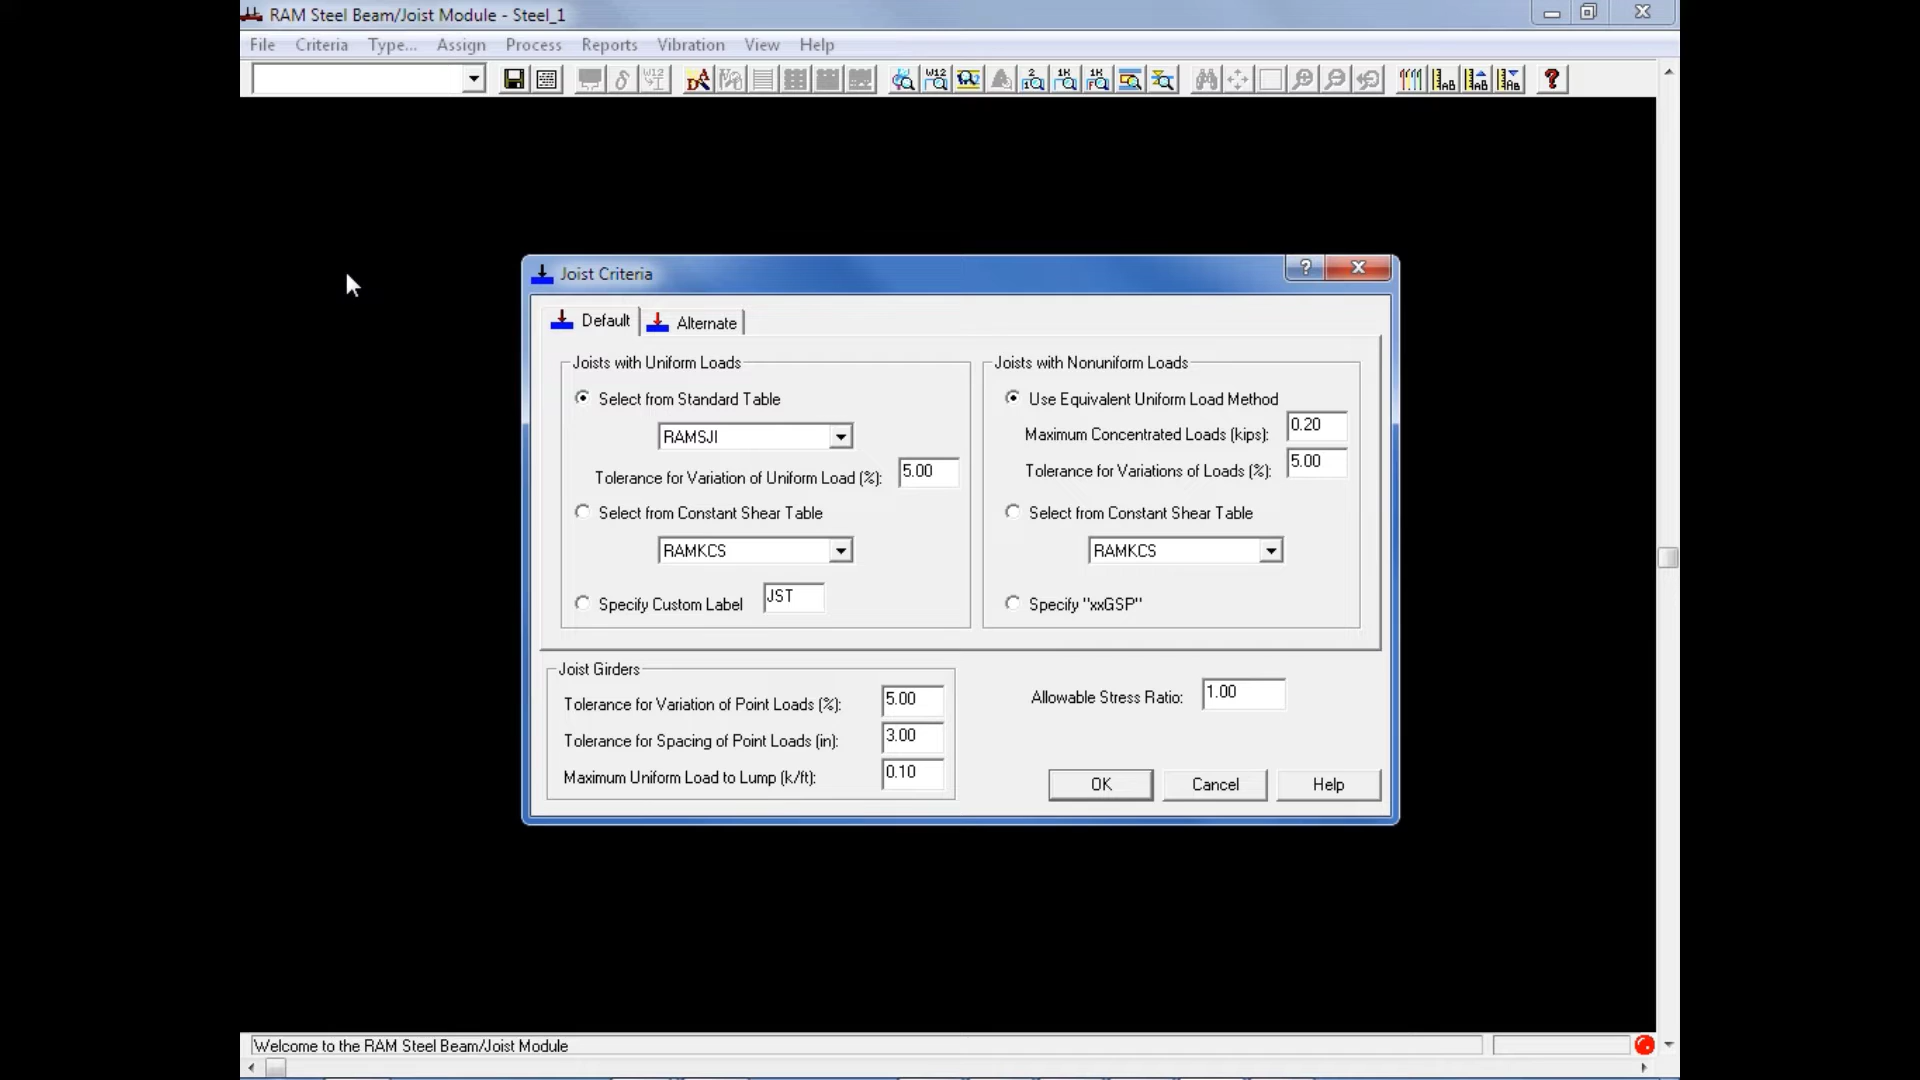 RAM Steel Beam/Joist Module - Steel_1
File Criteria Type... Assign Process Reports Vibration View Help
Joist Criteria
Default Alternate
Joists with Uniform Loads
Select from Standard Table
RAMSJI
Tolerance for Variation of Uniform Load (%): 5.00
Select from Constant Shear Table
RAMKCS
Specify Custom Label JST
Joists with Nonuniform Loads
Use Equivalent Uniform Load Method
Maximum Concentrated Loads (kips): 0.20
Tolerance for Variations of Loads (%): 5.00
Select from Constant Shear Table
RAMKCS
Specify "xxGSP"
Joist Girders
Tolerance for Variation of Point Loads (%): 5.00
Tolerance for Spacing of Point Loads (in): 3.00
Maximum Uniform Load to Lump (k/ft): 0.10
Allowable Stress Ratio: 1.00
OK Cancel Help
Welcome to the RAM Steel Beam/Joist Module